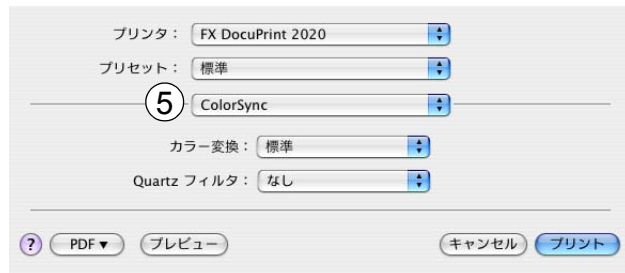 プリンタ： FX DocuPrint 2020
プリセット： 標準
⑤ ColorSync
カラー変換： 標準
Quartz フィルタ： なし
? PDF▼ プレビュー キャンセル プリント